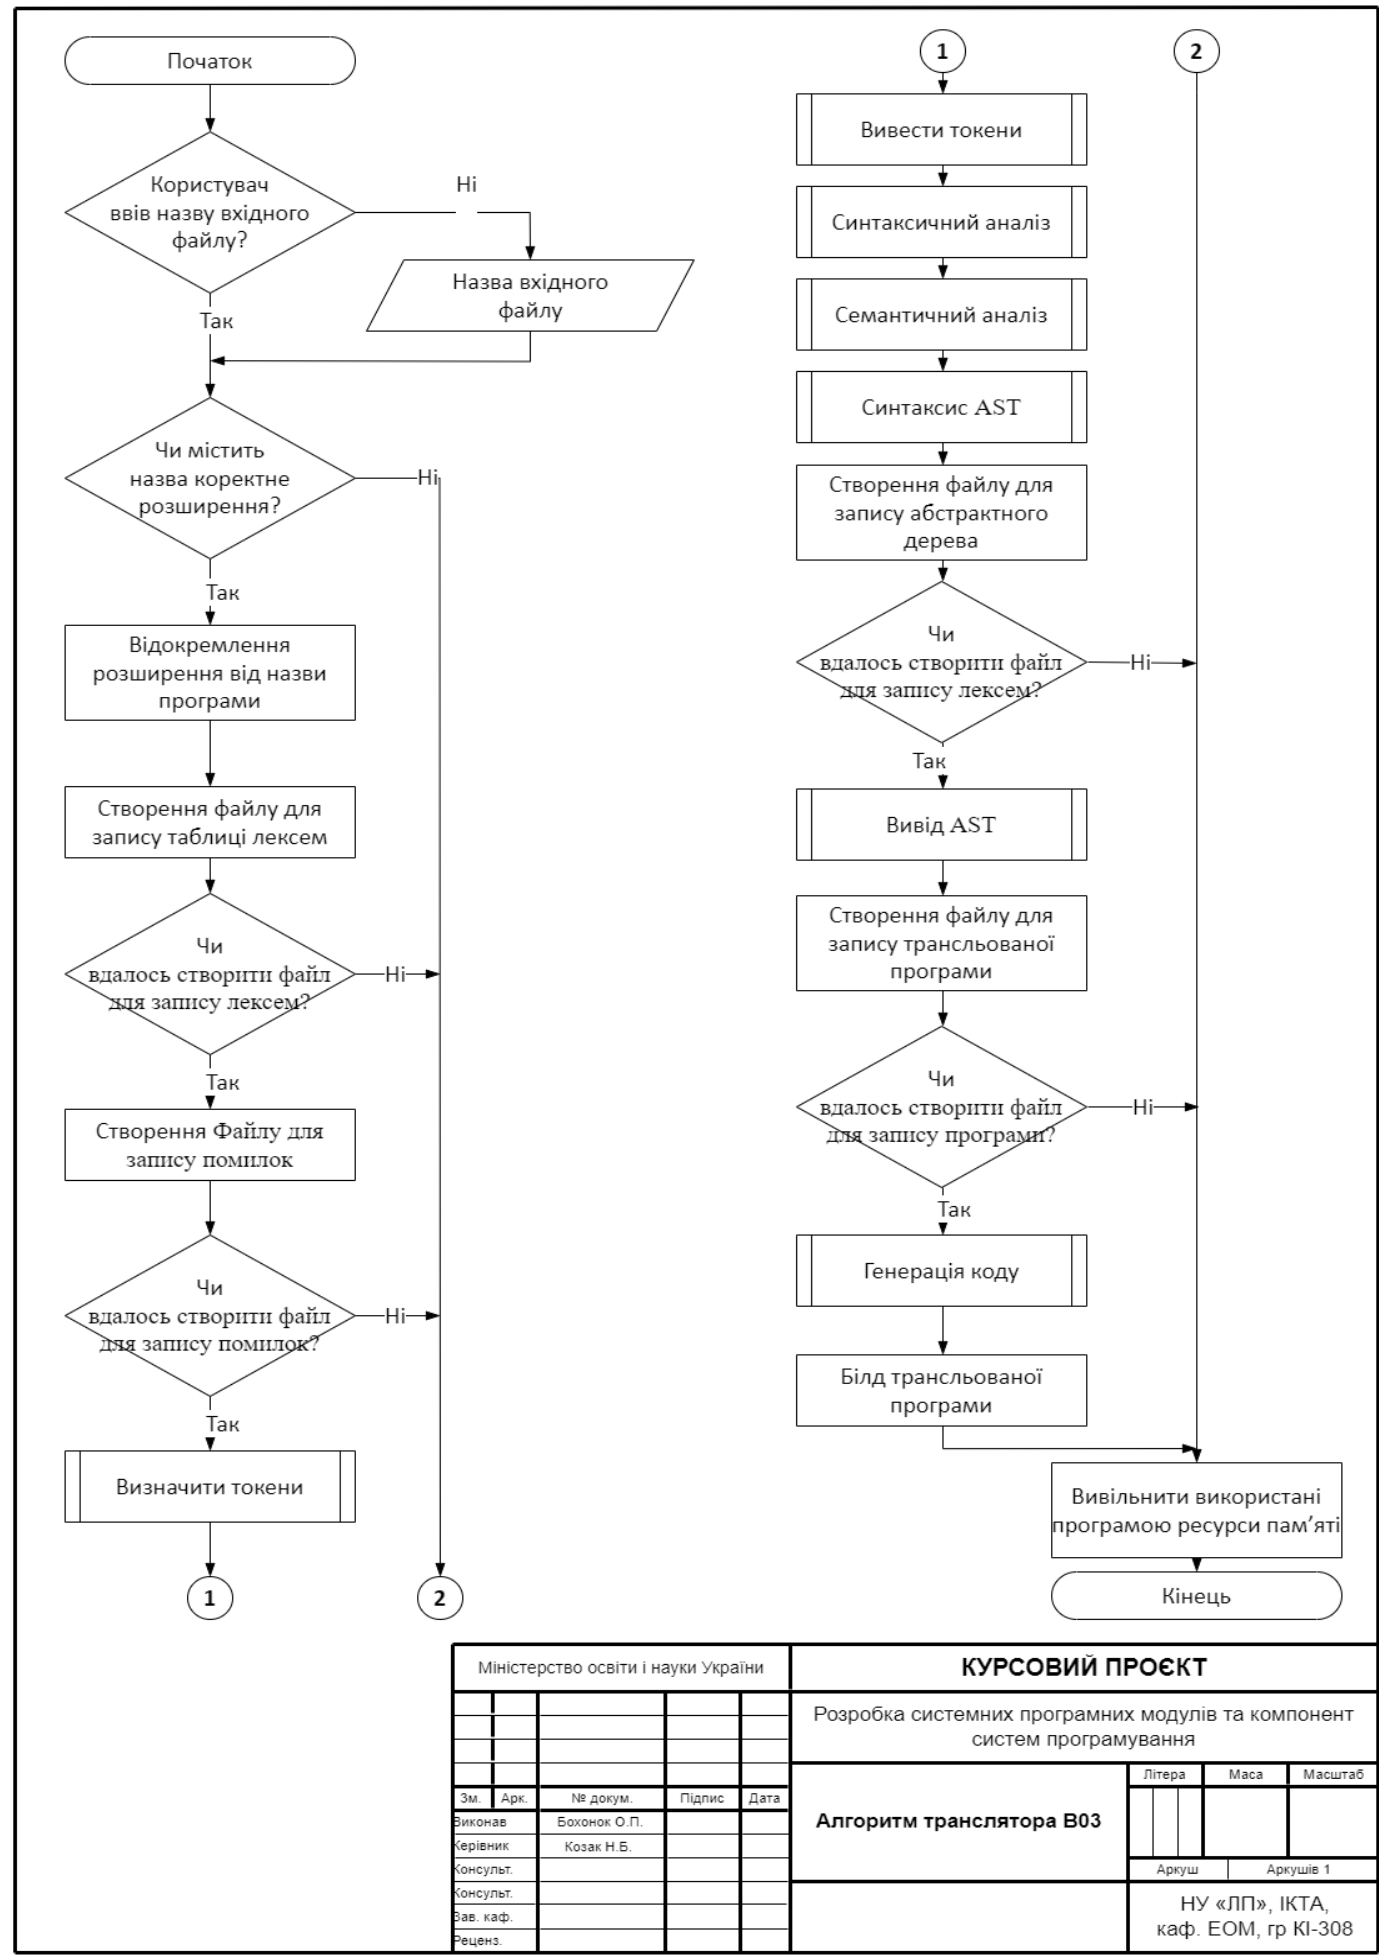 Початок
Користувач
ввів назву вхідного
файлу?
Ні
Назва вхідного
файлу
Так
Чи містить
назва коректне
розширення?
Ні
Так
Відокремлення
розширення від назви
програми
Створення файлу для
запису таблиці лексем
Чи
вдалось створити файл
для запису лексем?
Ні
Так
Створення Файлу для
запису помилок
Чи
вдалось створити файл
для запису помилок?
Ні
Так
Визначити токени
1
2
1
2
Вивести токени
Синтаксичний аналіз
Семантичний аналіз
Синтаксис AST
Створення файлу для
запису абстрактного
дерева
Чи
вдалось створити файл
для запису лексем?
Ні
Так
Вивід AST
Створення файлу для
запису трансльованої
програми
Чи
вдалось створити файл
для запису програми?
Ні
Так
Генерація коду
Білд трансльованої
програми
Вивільнити використані
програмою ресурси пам’яті
Кінець
Міністерство освіти і науки України
КУРСОВИЙ ПРОЄКТ
Розробка системних програмних модулів та компонент
систем програмування
Літера Маса Масштаб
Зм. Арк. № докум. Підпис Дата
Виконав Бохонок О.П.
Алгоритм транслятора В03
Керівник Козак Н.Б.
Консульт.
Аркуш Аркушів 1
Консульт.
Зав. каф.
Реценз.
НУ «ЛП», ІКТА,
каф. ЕОМ, гр КІ-308